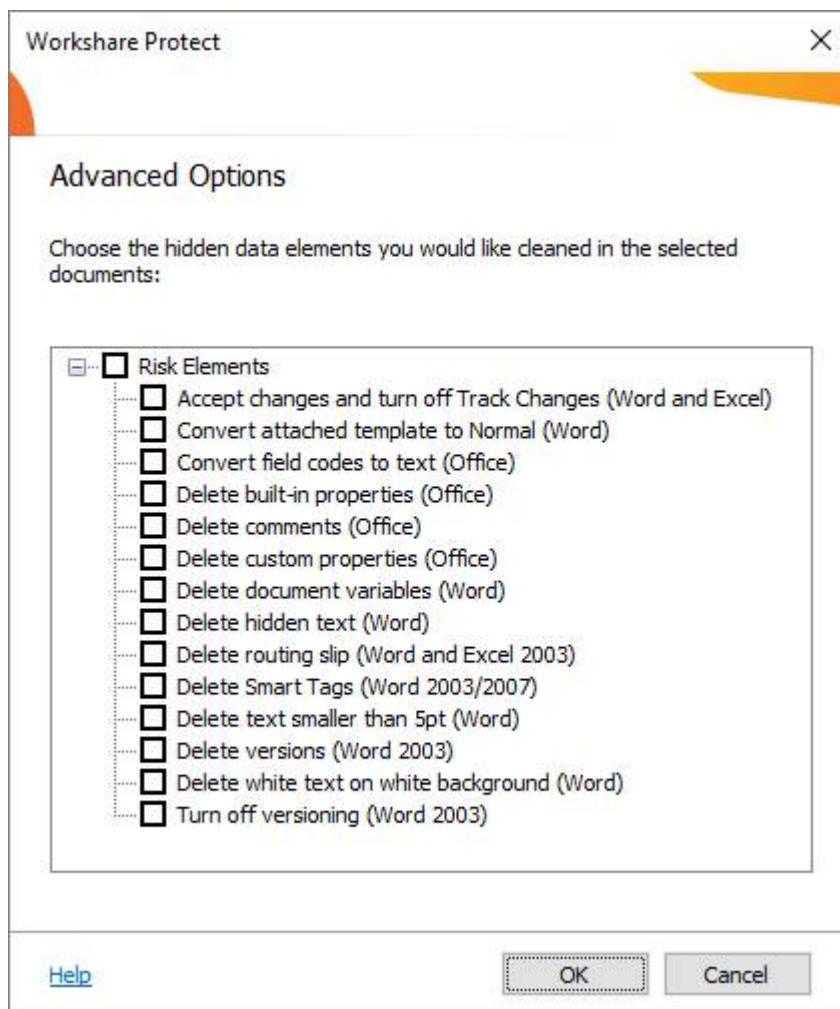 Workshare Protect
Advanced Options
Choose the hidden data elements you would like cleaned in the selected
documents:
Risk Elements
Accept changes and turn off Track Changes (Word and Excel)
Convert attached template to Normal (Word)
Convert field codes to text (Office)
Delete built-in properties (Office)
Delete comments (Office)
Delete custom properties (Office)
Delete document variables (Word)
Delete hidden text (Word)
Delete routing slip (Word and Excel 2003)
Delete Smart Tags (Word 2003/2007)
Delete text smaller than 5pt (Word)
Delete versions (Word 2003)
Delete white text on white background (Word)
Turn off versioning (Word 2003)
Help
OK
Cancel